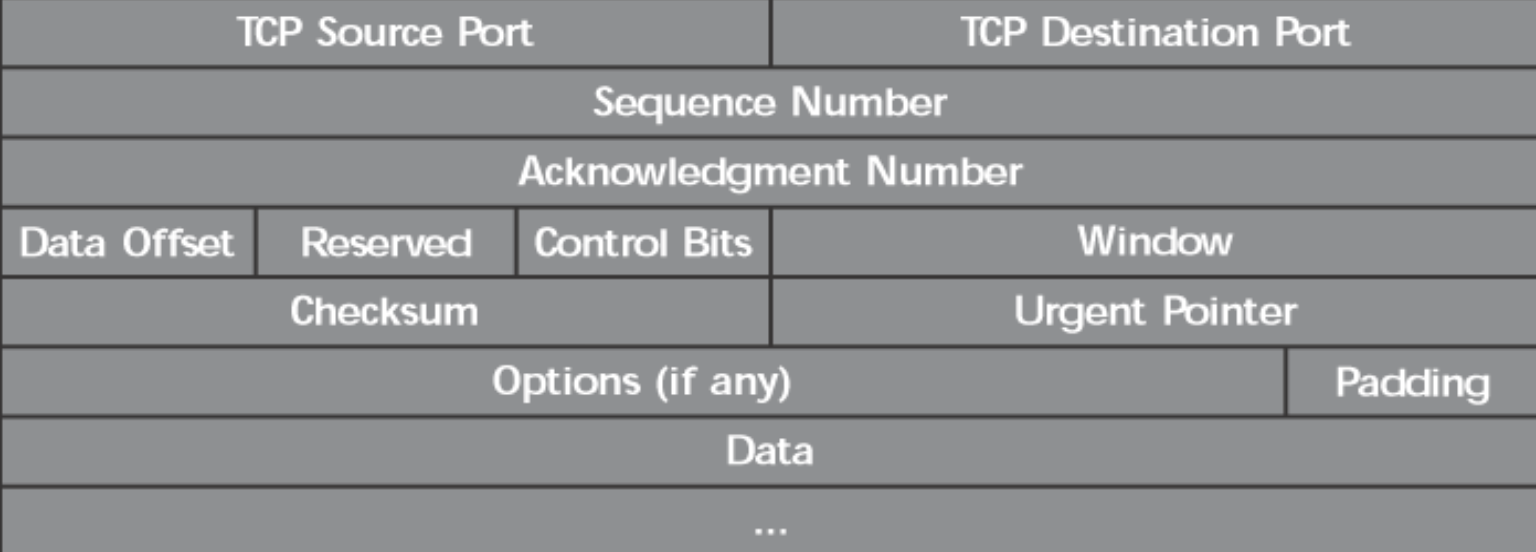 TCP Source Port TCP Destination Port
Sequence Number
Acknowledgment Number
Data Offset Reserved Control Bits Window
Checksum Urgent Pointer
Options (if any) Padding
Data
...